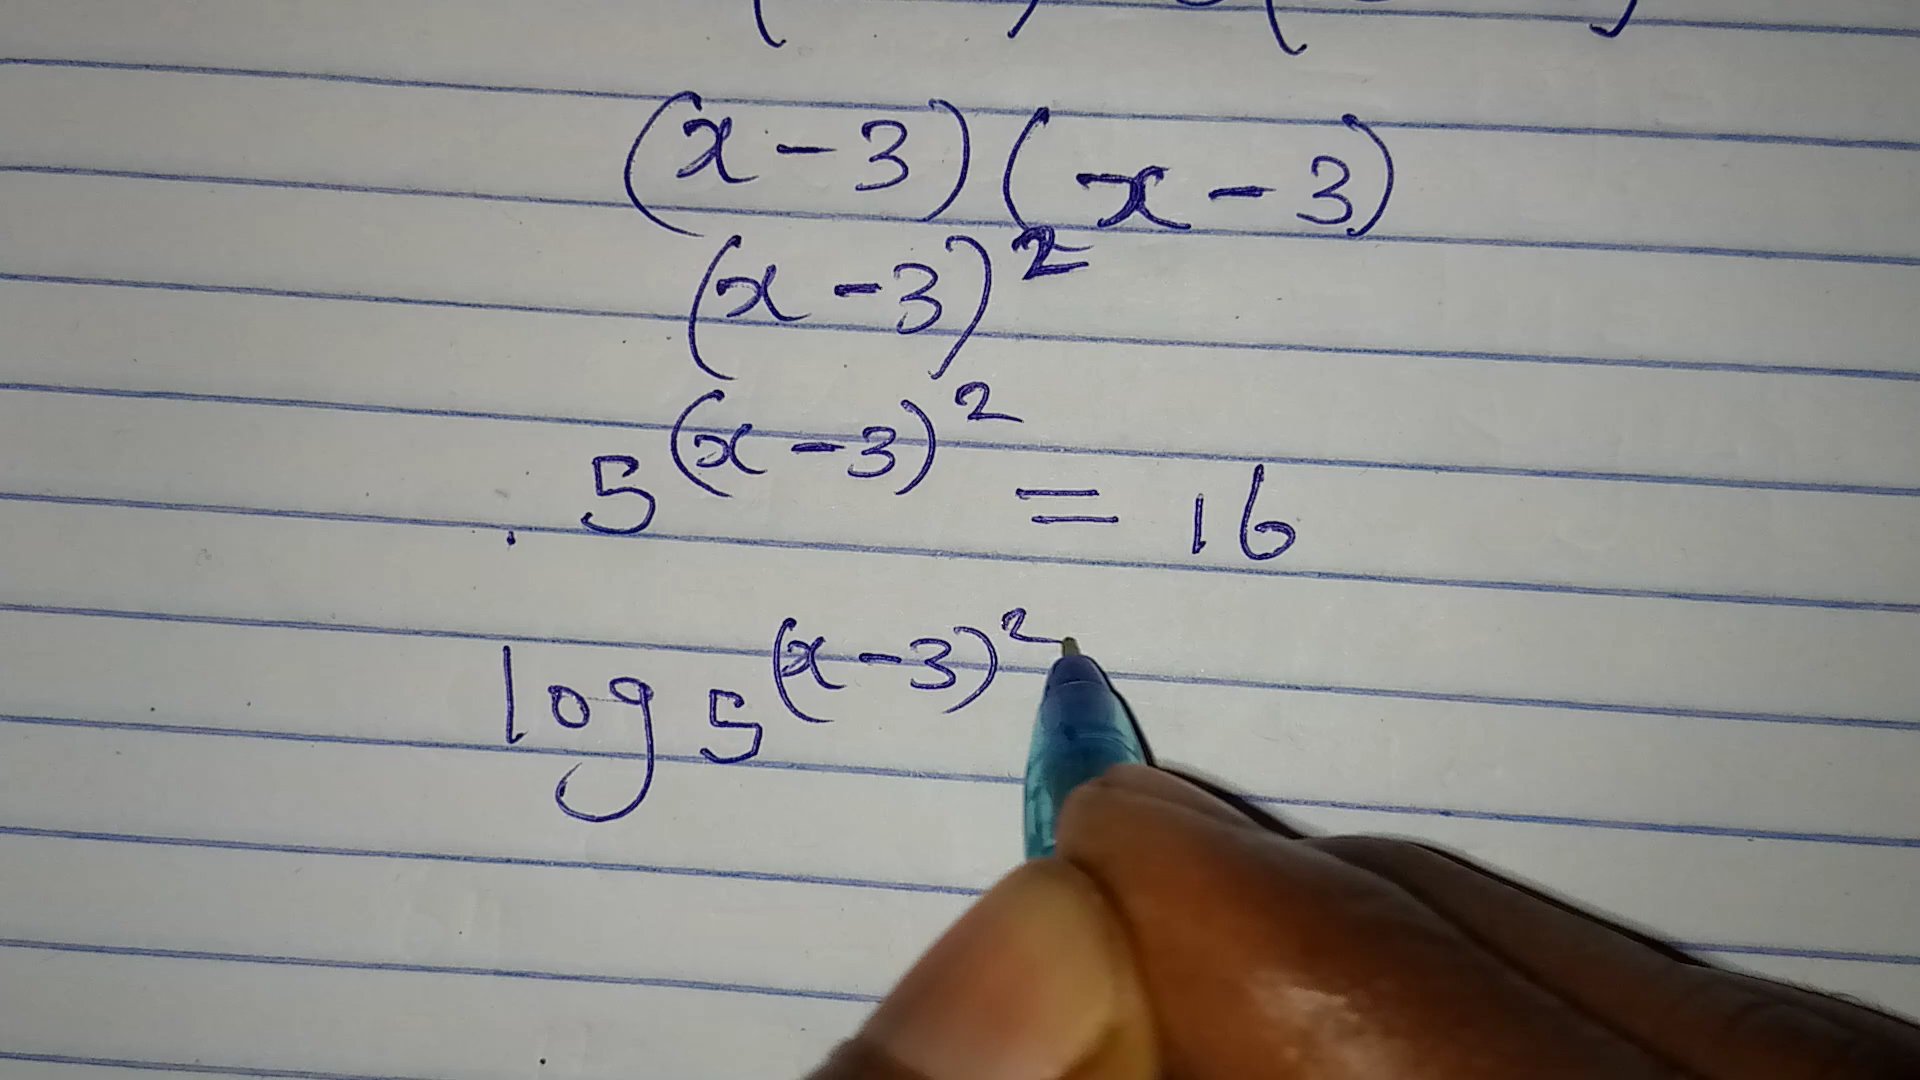 (x - 3)(x - 3)
(x - 3)²
5^(x - 3)² = 16
log 5^(x - 3)²